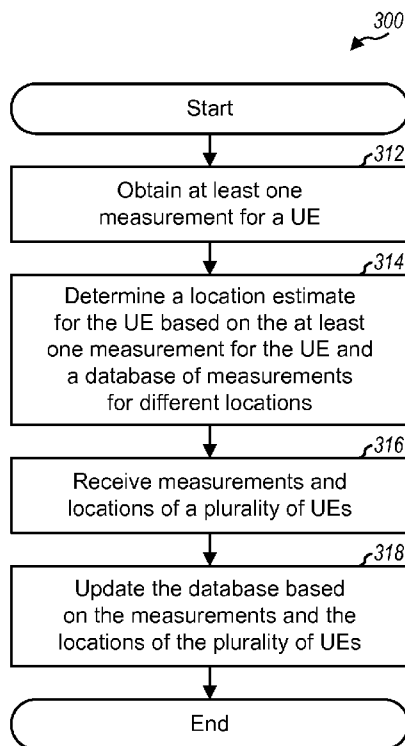 300
Start
312
Obtain at least one
measurement for a UE
314
Determine a location estimate
for the UE based on the at least
one measurement for the UE and
a database of measurements
for different locations
316
Receive measurements and
locations of a plurality of UEs
318
Update the database based
on the measurements and the
locations of the plurality of UEs
End